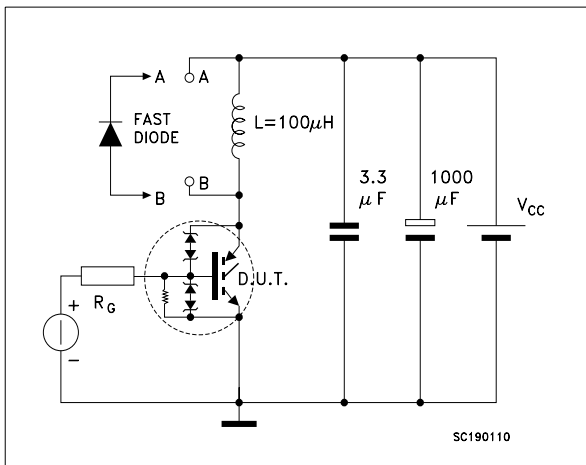 A
A
FAST
DIODE
L=100μH
B
B
3.3
μF
1000
μF
VCC
D.U.T.
RG
+
-
SC190110